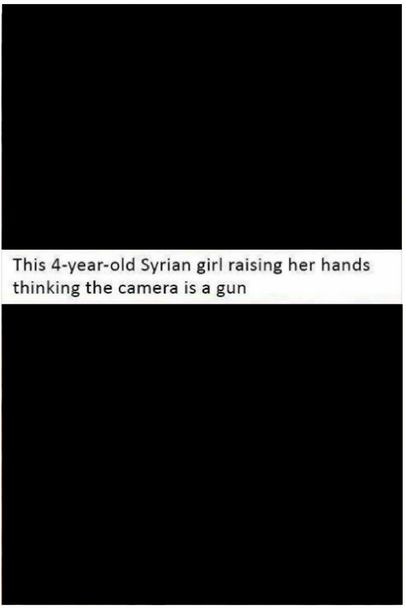 This 4-year-old Syrian girl raising her hands
thinking the camera is a gun